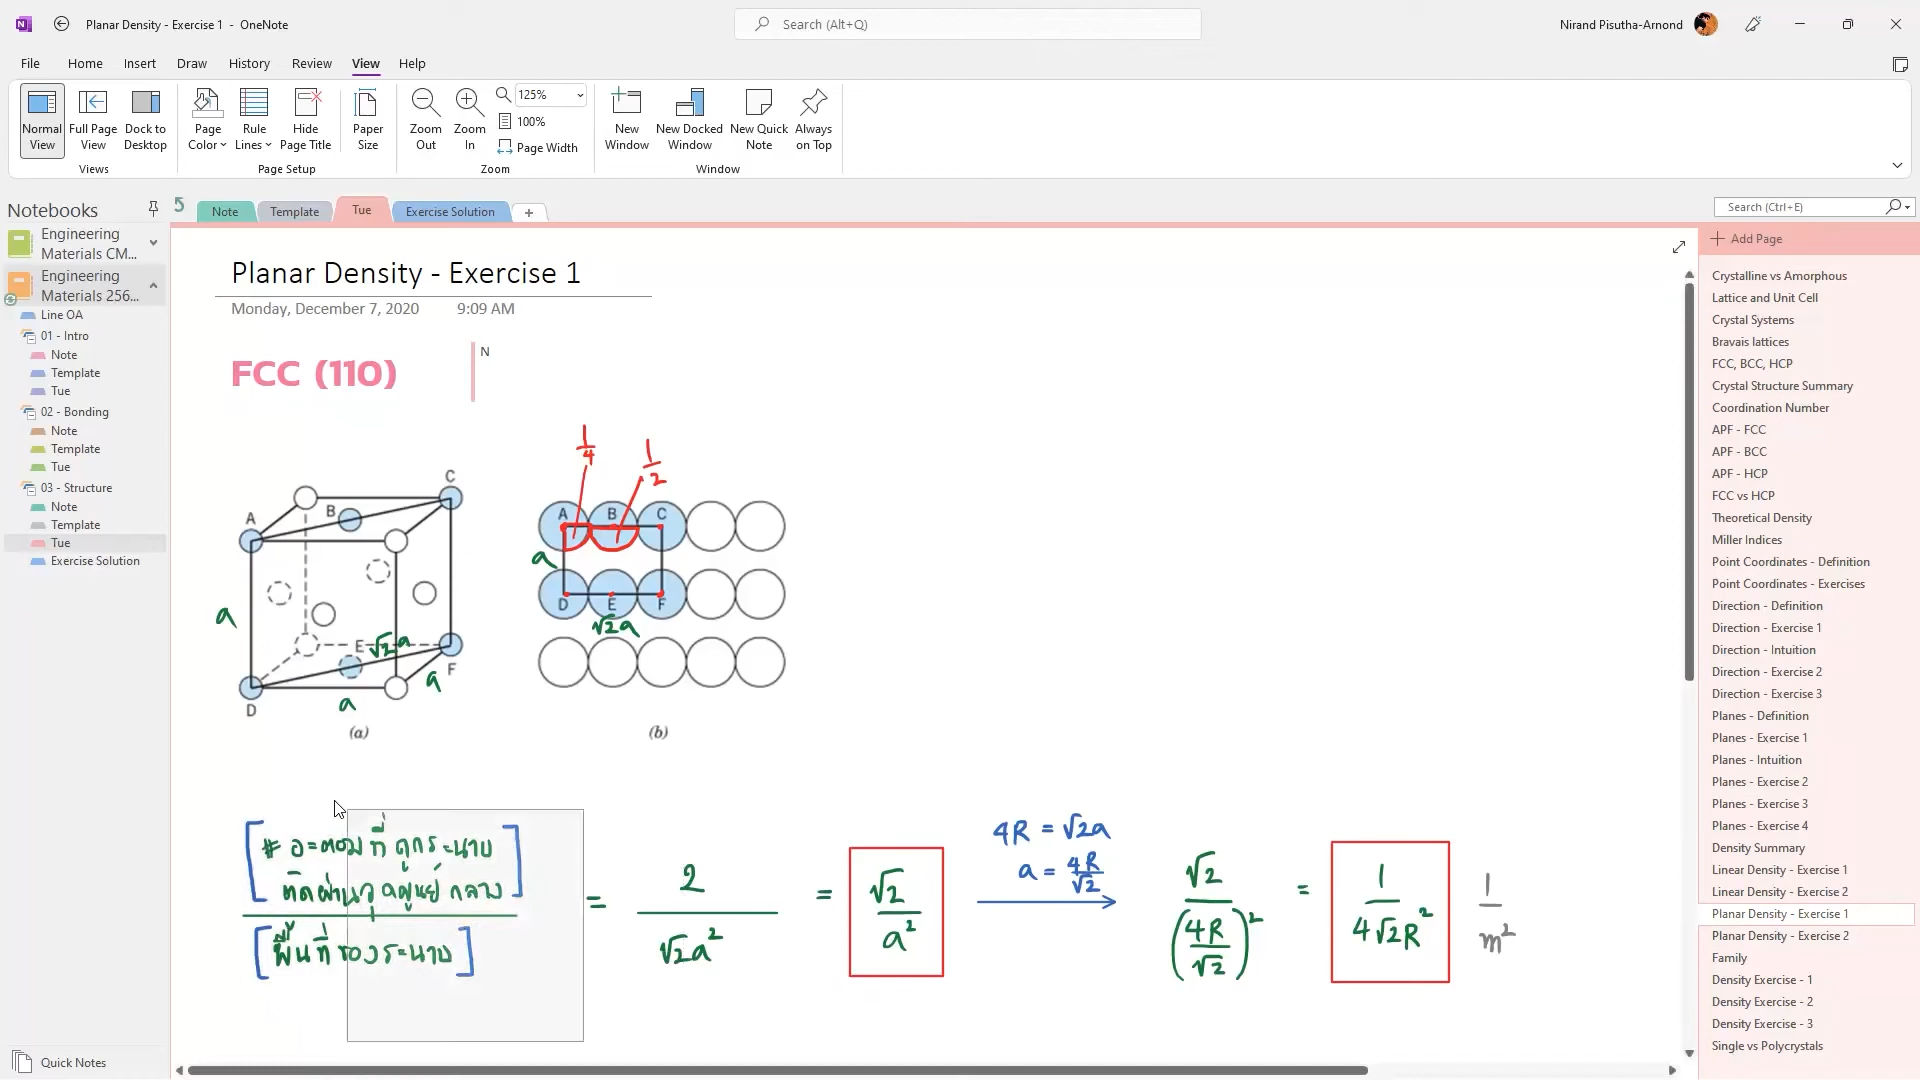 Planar Density - Exercise 1 - OneNote
Search (Alt+Q)
Nirand Pisutha-Arnond
File Home Insert Draw History Review View Help
Normal View
Full Page View
Dock to Desktop
Page Color
Rule Lines
Hide Page Title
Paper Size
Zoom Out
Zoom In
125%
100%
Page Width
New Window
New Docked Window
New Quick Note
Always on Top
Views
Page Setup
Zoom
Window
Notebooks
Note Template Tue Exercise Solution
Search (Ctrl+E)
Engineering
Materials CM...
Engineering
Materials 256...
Line OA
01 - Intro
Note
Template
Tue
02 - Bonding
Note
Template
Tue
03 - Structure
Note
Template
Tue
Exercise Solution
Quick Notes
Planar Density - Exercise 1
Monday, December 7, 2020 9:09 AM
FCC (110)
N
1/4
1/2
C
A
B
E
F
D
a
√2a
a
a
(a)
A B C
a
D E F
√2a
(b)
[# อะตอมที่ถูกระนาบ
ตัดผ่านจุดศูนย์กลาง]
[พื้นที่ของระนาบ]
= 2/√2a² = √2/a²
4R = √2a
a = 4R/√2
√2/(4R/√2)² = 1/4√2R² 1/m²
Add Page
Crystalline vs Amorphous
Lattice and Unit Cell
Crystal Systems
Bravais lattices
FCC, BCC, HCP
Crystal Structure Summary
Coordination Number
APF - FCC
APF - BCC
APF - HCP
FCC vs HCP
Theoretical Density
Miller Indices
Point Coordinates - Definition
Point Coordinates - Exercises
Direction - Definition
Direction - Exercise 1
Direction - Intuition
Direction - Exercise 2
Direction - Exercise 3
Planes - Definition
Planes - Exercise 1
Planes - Intuition
Planes - Exercise 2
Planes - Exercise 3
Planes - Exercise 4
Density Summary
Linear Density - Exercise 1
Linear Density - Exercise 2
Planar Density - Exercise 1
Planar Density - Exercise 2
Family
Density Exercise - 1
Density Exercise - 2
Density Exercise - 3
Single vs Polycrystals